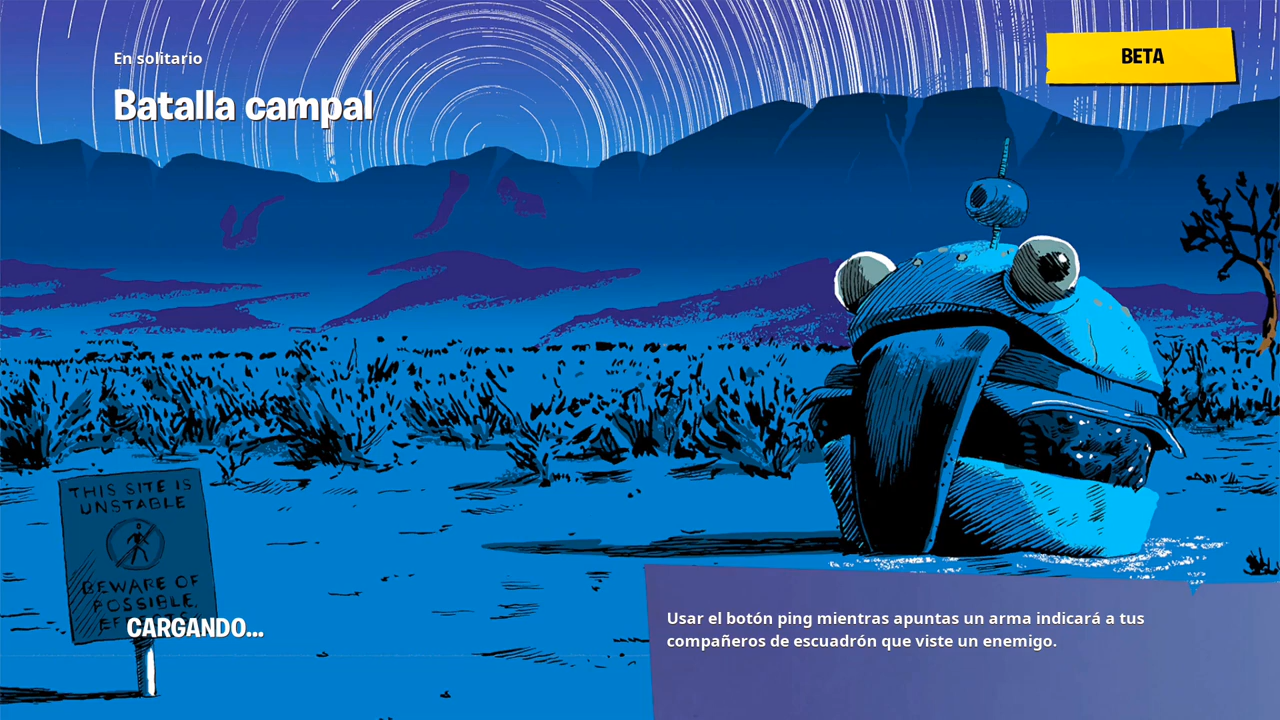 En solitario
Batalla campal
BETA
THIS SITE IS
UNSTABLE
BEWARE OF
POSSIBLE
CARGANDO...
Usar el botón ping mientras apuntas un arma indicará a tus
compañeros de escuadrón que viste un enemigo.